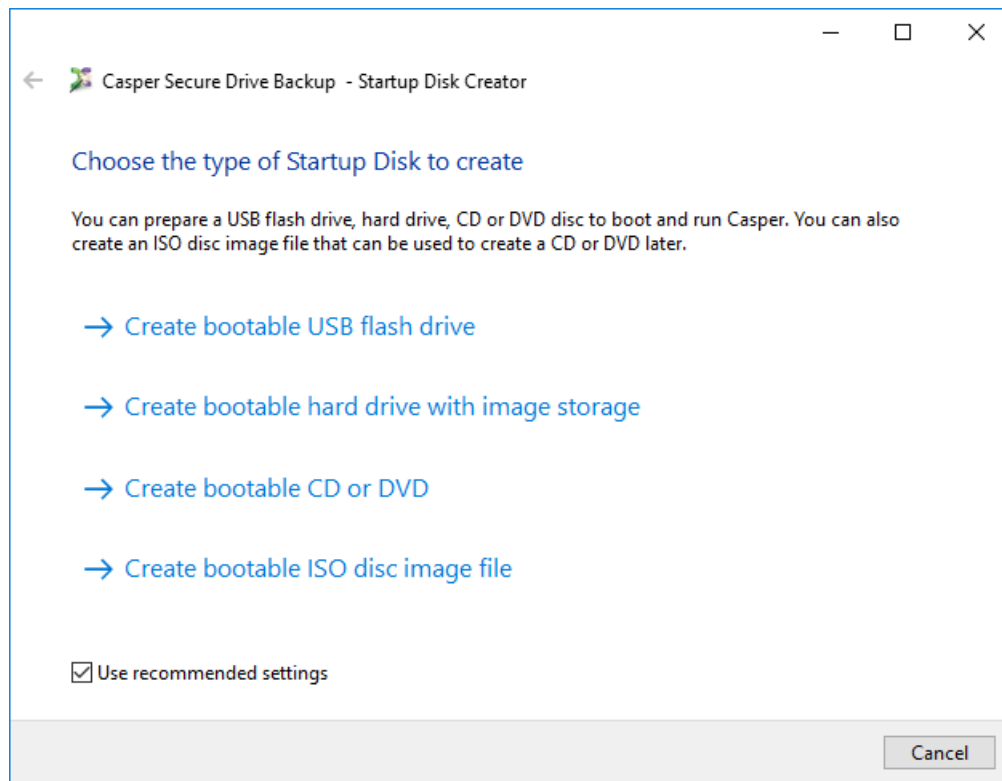 Casper Secure Drive Backup - Startup Disk Creator
Choose the type of Startup Disk to create
You can prepare a USB flash drive, hard drive, CD or DVD disc to boot and run Casper. You can also
create an ISO disc image file that can be used to create a CD or DVD later.
Create bootable USB flash drive
Create bootable hard drive with image storage
Create bootable CD or DVD
Create bootable ISO disc image file
Use recommended settings
Cancel